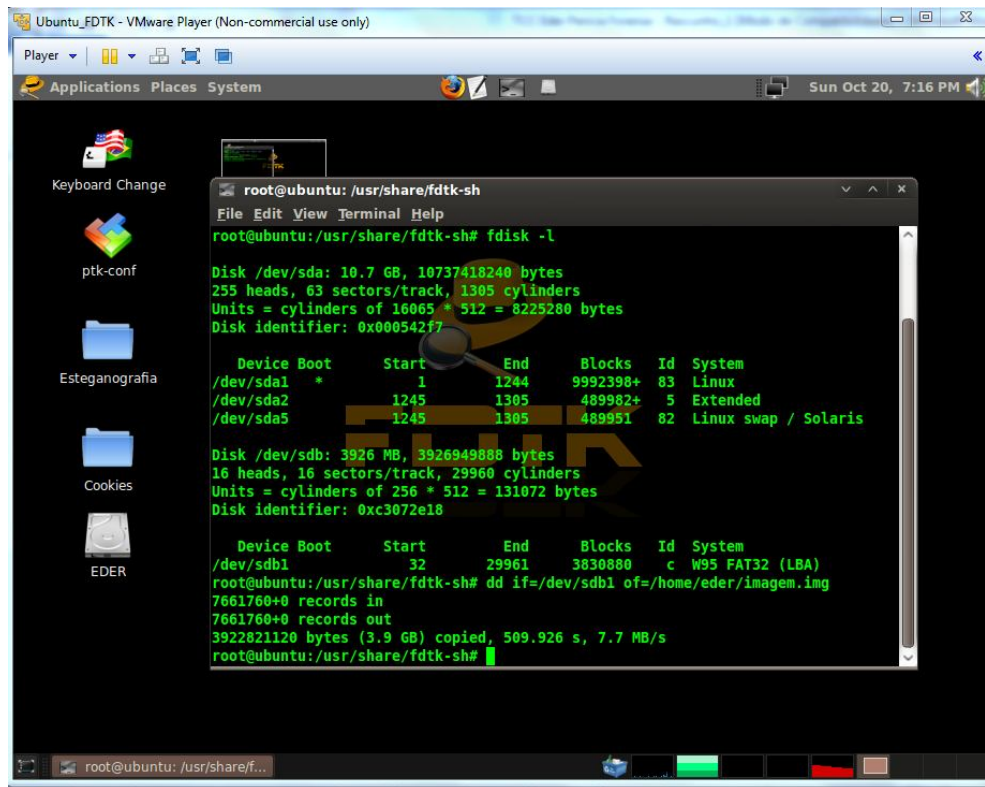 Ubuntu_FDTK - VMware Player (Non-commercial use only)
Player
Applications Places System
Sun Oct 20, 7:16 PM
Keyboard Change
ptk-conf
Esteganografia
Cookies
EDER
root@ubuntu: /usr/share/fdtk-sh
File Edit View Terminal Help
root@ubuntu:/usr/share/fdtk-sh# fdisk -l
Disk /dev/sda: 10.7 GB, 10737418240 bytes
255 heads, 63 sectors/track, 1305 cylinders
Units = cylinders of 16065 * 512 = 8225280 bytes
Disk identifier: 0x000542f7
Device Boot Start End Blocks Id System
/dev/sda1 * 1 1244 9992398+ 83 Linux
/dev/sda2 1245 1305 489982+ 5 Extended
/dev/sda5 1245 1305 489951 82 Linux swap / Solaris
Disk /dev/sdb: 3926 MB, 3926949888 bytes
16 heads, 16 sectors/track, 29960 cylinders
Units = cylinders of 256 * 512 = 131072 bytes
Disk identifier: 0xc3072e18
Device Boot Start End Blocks Id System
/dev/sdb1 32 29961 3830880 c W95 FAT32 (LBA)
root@ubuntu:/usr/share/fdtk-sh# dd if=/dev/sdb1 of=/home/eder/imagem.img
7661760+0 records in
7661760+0 records out
3922821120 bytes (3.9 GB) copied, 509.926 s, 7.7 MB/s
root@ubuntu:/usr/share/fdtk-sh#
FDTK
root@ubuntu: /usr/share/f...